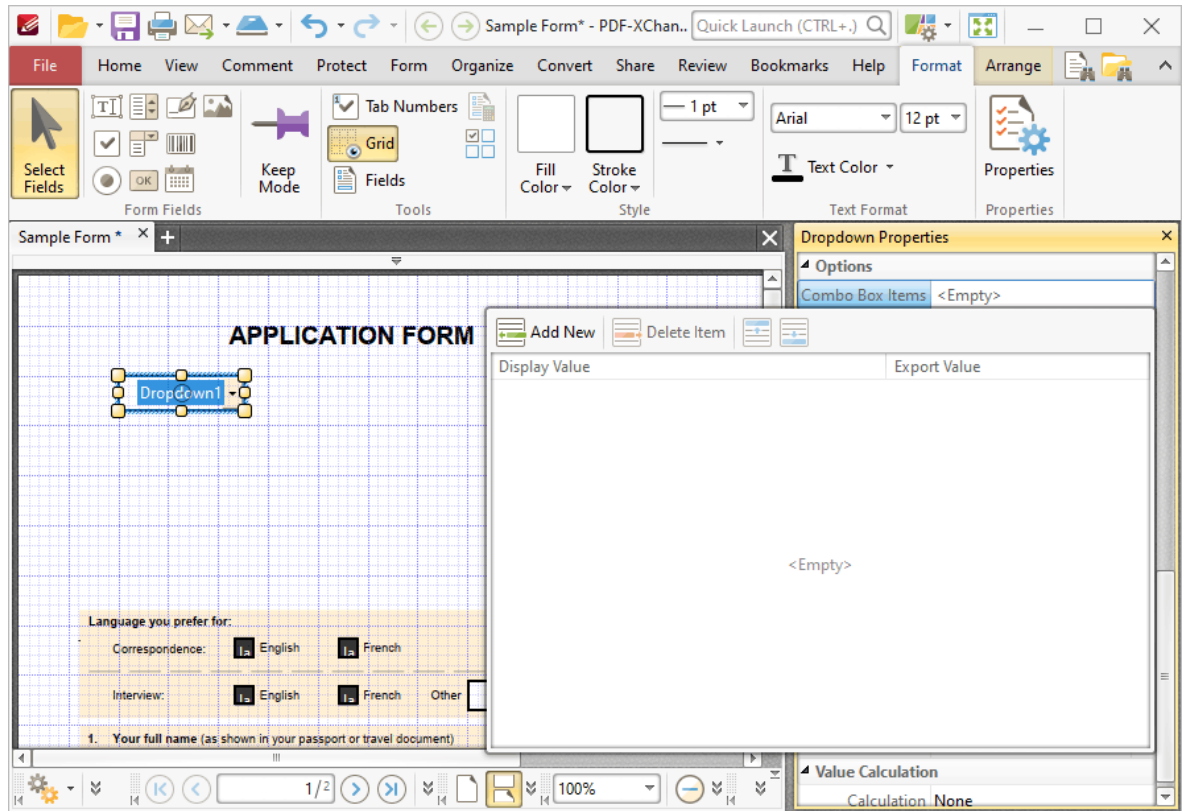 Sample Form* - PDF-XChan..
Quick Launch (CTRL+.)
File Home View Comment Protect Form Organize Convert Share Review Bookmarks Help Format Arrange
Select Fields
OK
Form Fields
Keep Mode
Tab Numbers
Grid
Fields
Tools
Fill Color
Stroke Color
1 pt
Style
Arial
12 pt
T Text Color
Text Format
Properties
Properties
Sample Form *
Dropdown Properties
Options
Combo Box Items <Empty>
APPLICATION FORM
Dropdown1
Add New
Delete Item
Display Value
Export Value
<Empty>
Language you prefer for:
Correspondence: English French
Interview: English French Other
1. Your full name (as shown in your passport or travel document)
1/2
100%
Value Calculation
Calculation None